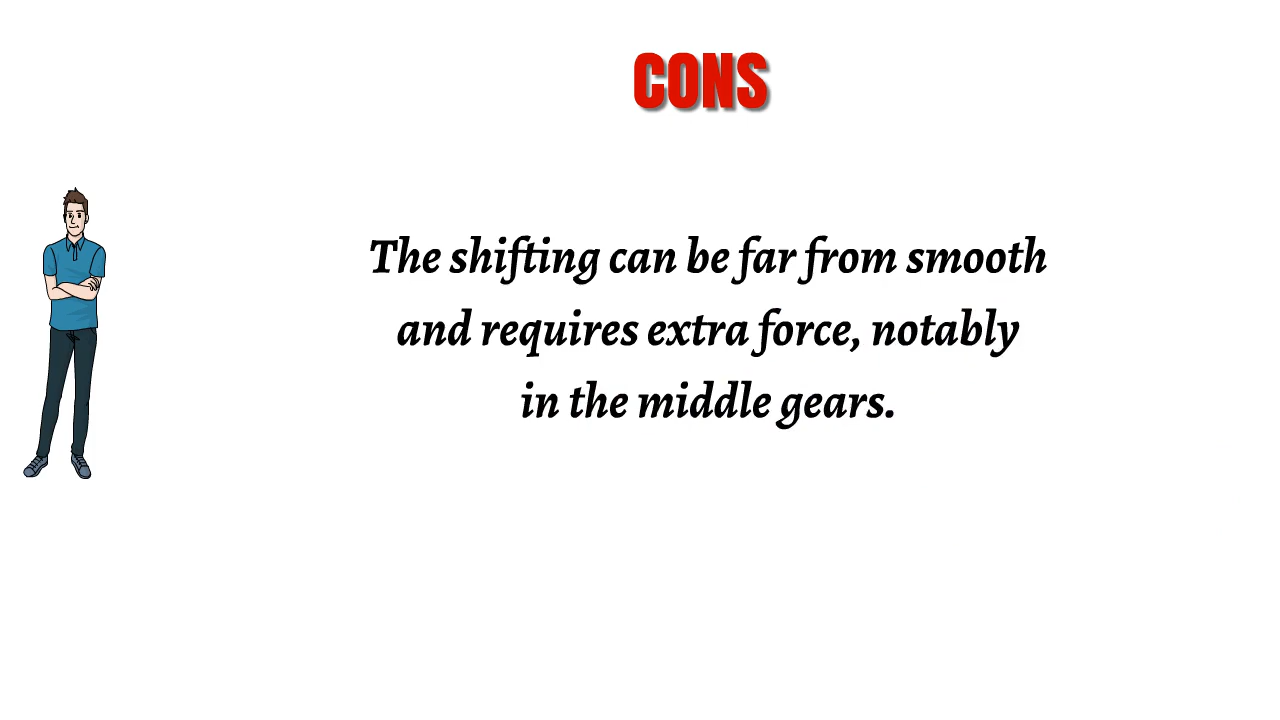 CONS
The shifting can be far from smooth
and requires extra force, notably
in the middle gears.